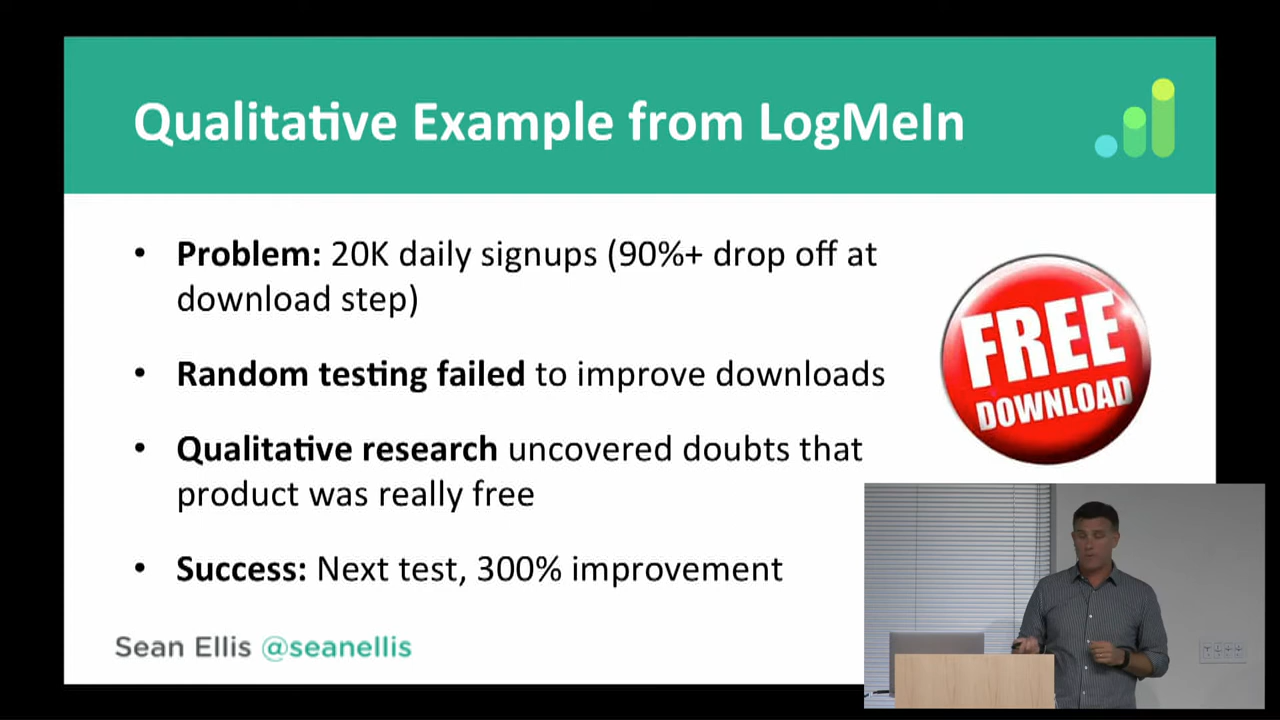 Qualitative Example from LogMeIn
• Problem: 20K daily signups (90%+ drop off at
download step)
• Random testing failed to improve downloads
• Qualitative research uncovered doubts that
product was really free
• Success: Next test, 300% improvement
FREE
DOWNLOAD
Sean Ellis @seanellis